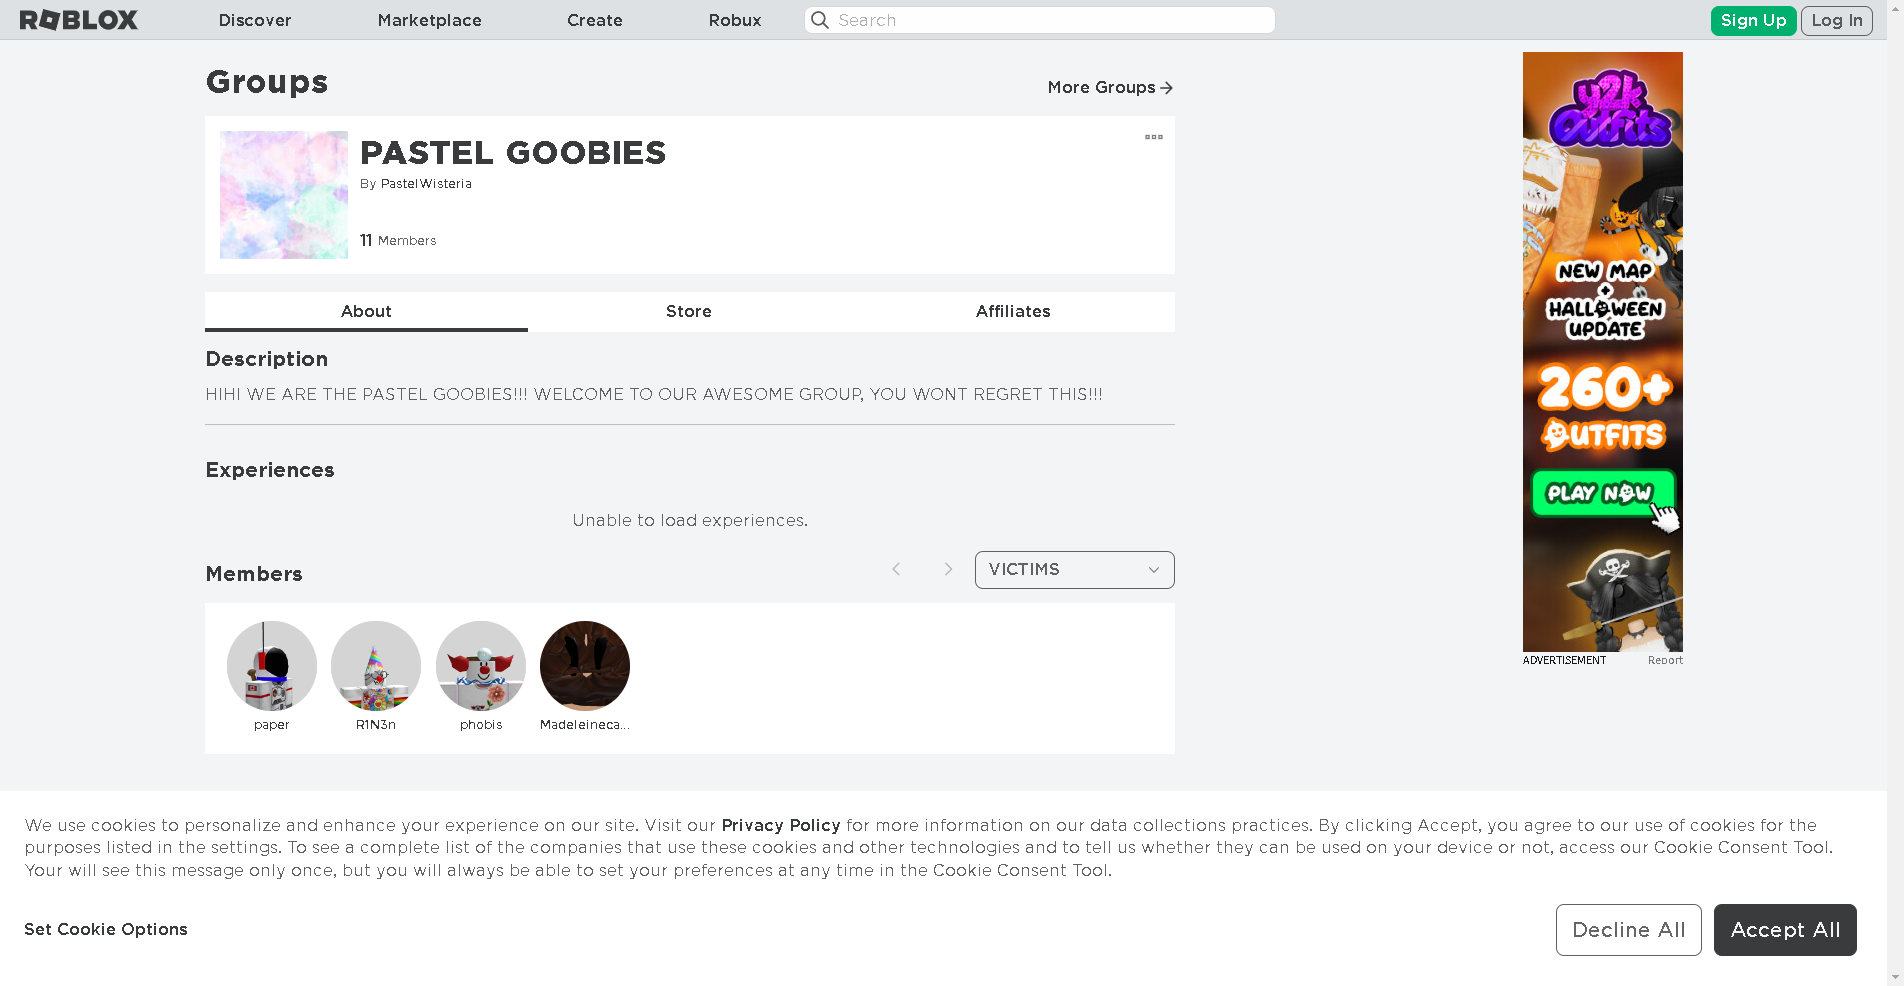 ROBLOX Discover Marketplace Create Robux Search Sign Up Log In
Groups
More Groups
PASTEL GOOBIES
By PastelWisteria
11 Members
About Store Affiliates
Description
HIHI WE ARE THE PASTEL GOOBIES!!! WELCOME TO OUR AWESOME GROUP, YOU WONT REGRET THIS!!!
Experiences
Unable to load experiences.
Members
VICTIMS
paper R1N3n phobis Madeleineca...
y2k
Outfits
NEW MAP
+
HALLOWEEN
UPDATE
260+
OUTFITS
PLAY NOW
ADVERTISEMENT Report
We use cookies to personalize and enhance your experience on our site. Visit our Privacy Policy for more information on our data collections practices. By clicking Accept, you agree to our use of cookies for the
purposes listed in the settings. To see a complete list of the companies that use these cookies and other technologies and to tell us whether they can be used on your device or not, access our Cookie Consent Tool.
Your will see this message only once, but you will always be able to set your preferences at any time in the Cookie Consent Tool.
Set Cookie Options
Decline All Accept All